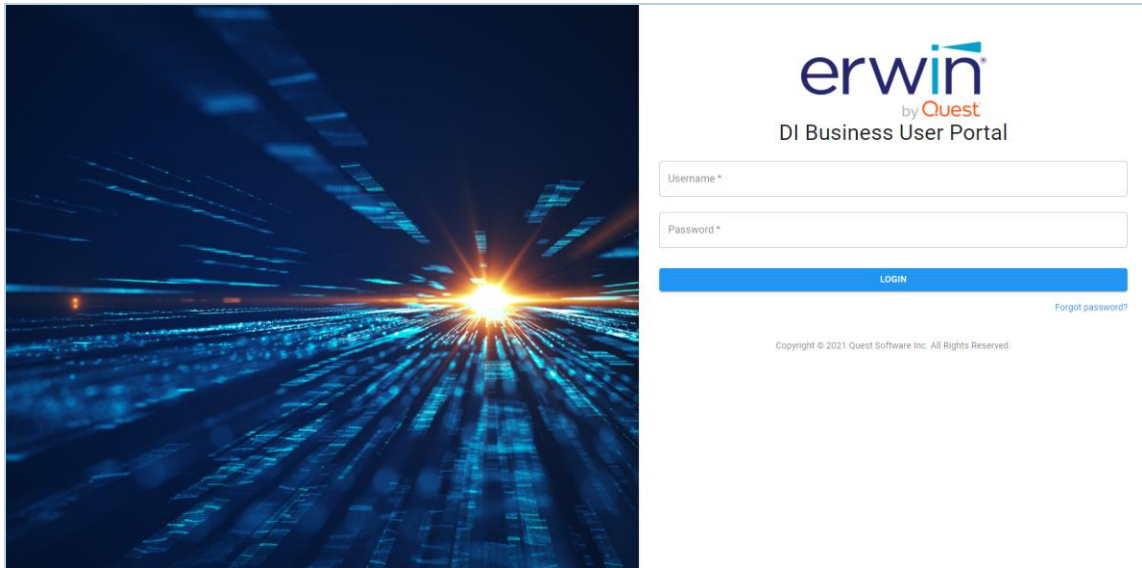 erwin®
by Quest
DI Business User Portal
Username *
Password *
LOGIN
Forgot password?
Copyright © 2021 Quest Software Inc. All Rights Reserved.